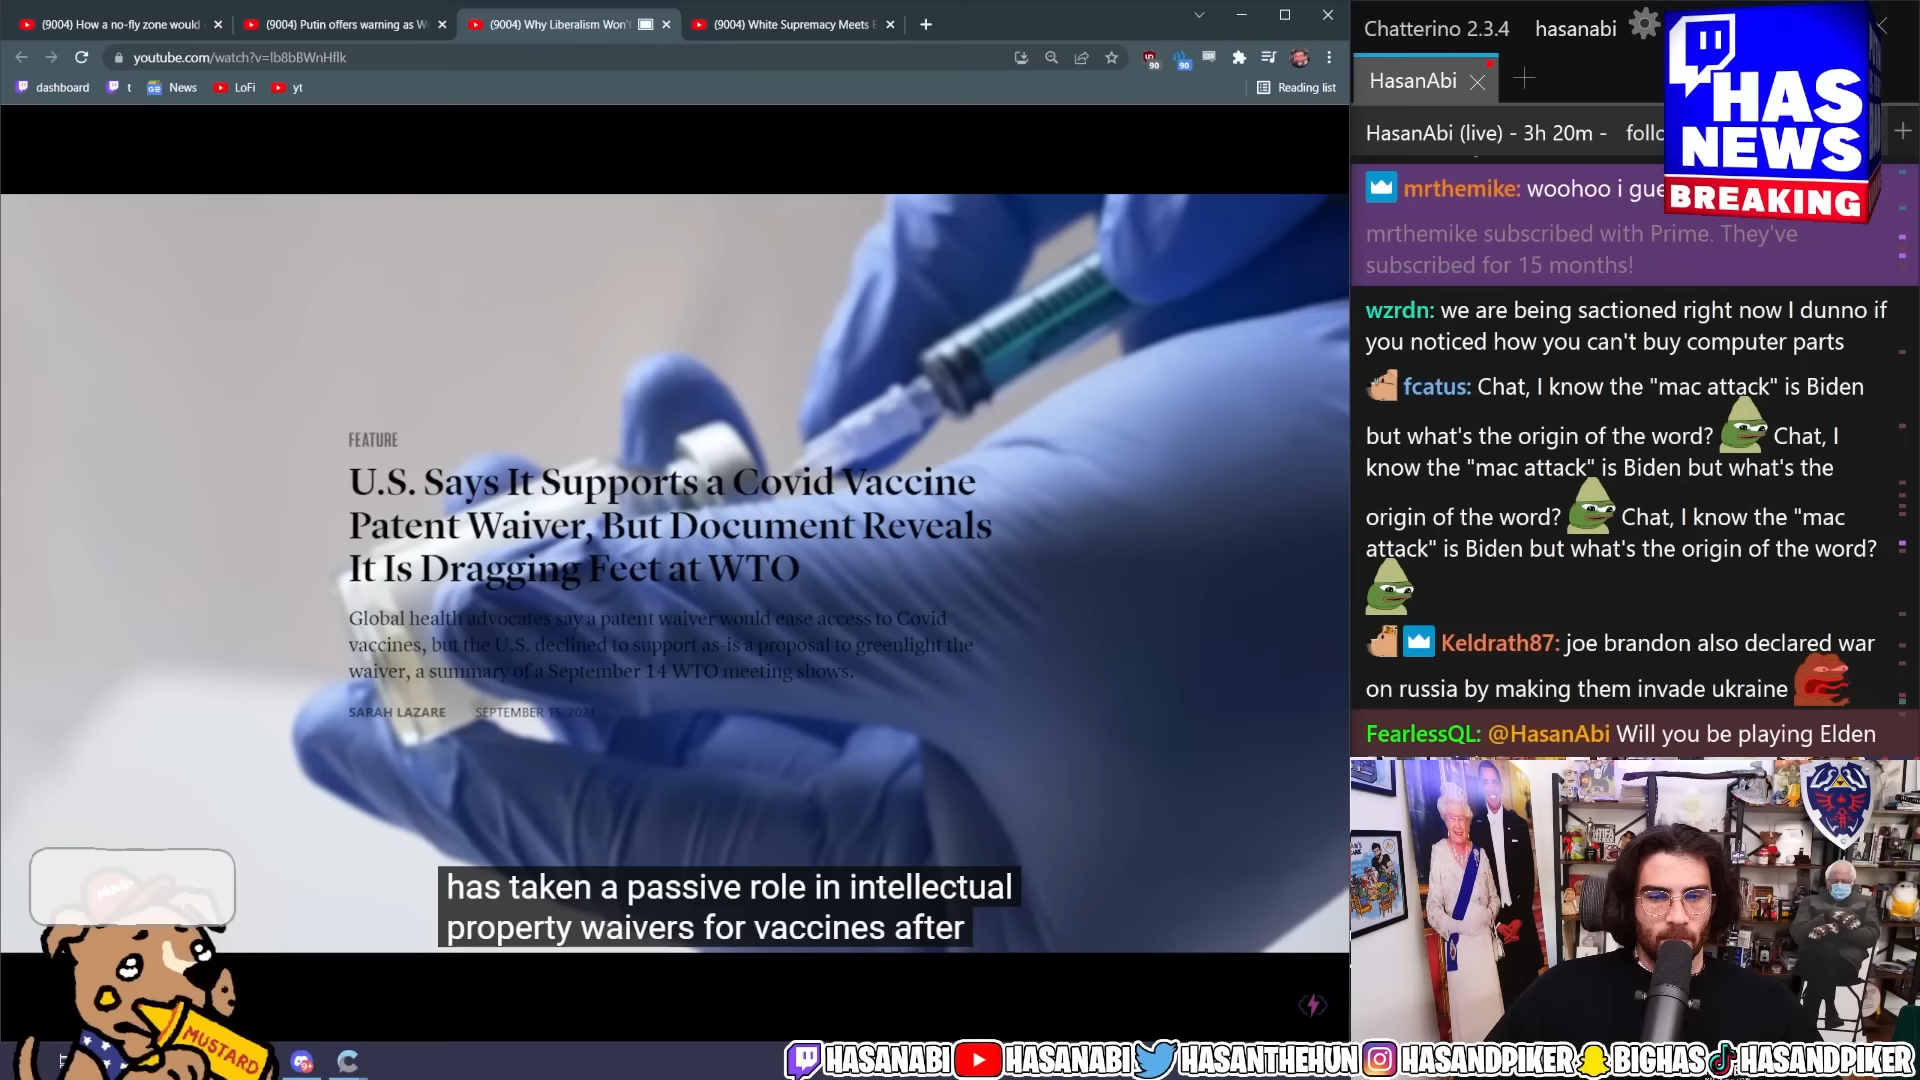 (9004) How a no-fly zone would
(9004) Putin offers warning as W
(9004) Why Liberalism Won't
(9004) White Supremacy Meets E
youtube.com/watch?v=lb8bBWnHflk
90
90
dashboard
t
News
LoFi
yt
Reading list
FEATURE
U.S. Says It Supports a Covid Vaccine
Patent Waiver, But Document Reveals
It Is Dragging Feet at WTO
Global health advocates say a patent waiver would ease access to Covid
vaccines, but the U.S. declined to support as-is a proposal to greenlight the
waiver, a summary of a September 14 WTO meeting shows.
SARAH LAZARE SEPTEMBER 15, 2021
has taken a passive role in intellectual
property waivers for vaccines after
MUSTARD
Chatterino 2.3.4 hasanabi
HasanAbi
HasanAbi (live) - 3h 20m - follo
HAS
NEWS
BREAKING
mrthemike: woohoo i gue
mrthemike subscribed with Prime. They've
subscribed for 15 months!
wzrdn: we are being sactioned right now I dunno if
you noticed how you can't buy computer parts
fcatus: Chat, I know the "mac attack" is Biden
but what's the origin of the word? Chat, I
know the "mac attack" is Biden but what's the
origin of the word? Chat, I know the "mac
attack" is Biden but what's the origin of the word?
Keldrath87: joe brandon also declared war
on russia by making them invade ukraine
FearlessQL: @HasanAbi Will you be playing Elden
HASANABI HASANABI HASANTHEHUN HASANDPIKER BIGHAS HASANDPIKER